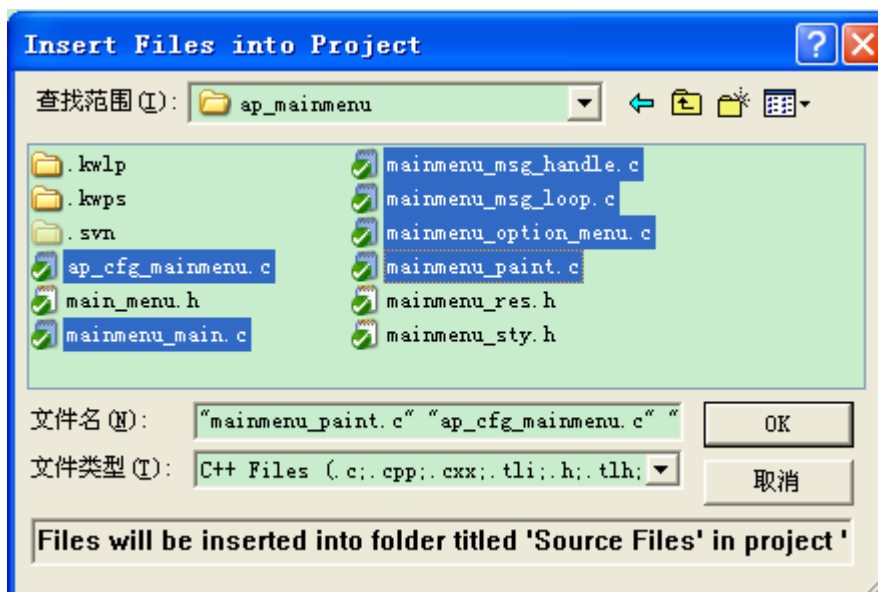 Insert Files into Project
查找范围(I): ap_mainmenu
.kwlp
.kwps
.svn
ap_cfg_mainmenu.c
main_menu.h
mainmenu_main.c
mainmenu_msg_handle.c
mainmenu_msg_loop.c
mainmenu_option_menu.c
mainmenu_paint.c
mainmenu_res.h
mainmenu_sty.h
文件名(N): "mainmenu_paint.c" "ap_cfg_mainmenu.c" " OK
文件类型(T): C++ Files (.c;.cpp;.cxx;.tli;.h;.tlh; 取消
Files will be inserted into folder titled 'Source Files' in project '